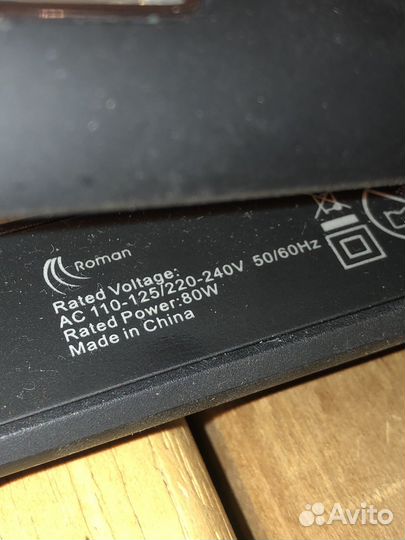 Roman
Rated Voltage:
AC 110-125/220-240V 50/60Hz
Rated Power:80W
Made in China
Avito